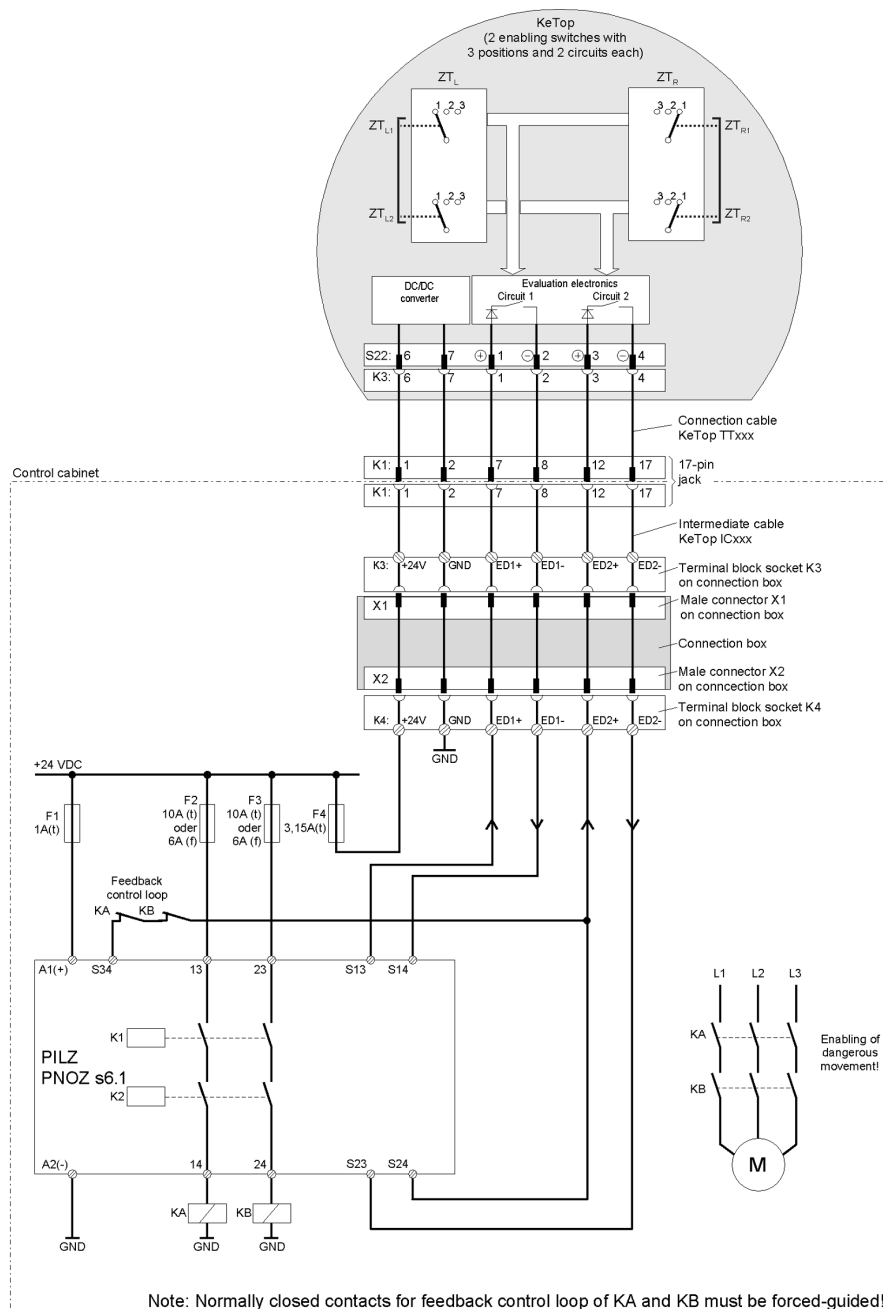 KeTop
(2 enabling switches with
3 positions and 2 circuits each)
ZTL
ZTR
1 2 3
3 2 1
ZTL1
ZTR1
1 2 3
3 2 1
ZTL2
ZTR2
DC/DC
converter
Evaluation electronics
Circuit 1
Circuit 2
S22: 6 7 + 1 - 2 + 3 - 4
K3: 6 7 1 2 3 4
Connection cable
KeTop TTxxx
K1: 1 2 7 8 12 17
17-pin
jack
Control cabinet
K1: 1 2 7 8 12 17
Intermediate cable
KeTop ICxxx
K3: +24V GND ED1+ ED1- ED2+ ED2-
Terminal block socket K3
on connection box
X1
Male connector X1
on connection box
Connection box
X2
Male connector X2
on conncection box
K4: +24V GND ED1+ ED1- ED2+ ED2-
Terminal block socket K4
on connection box
GND
+24 VDC
F1
1A(t)
F2
10A (t)
oder
6A (f)
F3
10A (t)
oder
6A (f)
F4
3,15A(t)
Feedback
control loop
KA KB
A1(+) S34 13 23 S13 S14
K1
PILZ
PNOZ s6.1
K2
A2(-) 14 24 S23 S24
KA KB
GND GND GND
L1 L2 L3
KA
KB
Enabling of
dangerous
movement!
M
Note: Normally closed contacts for feedback control loop of KA and KB must be forced-guided!